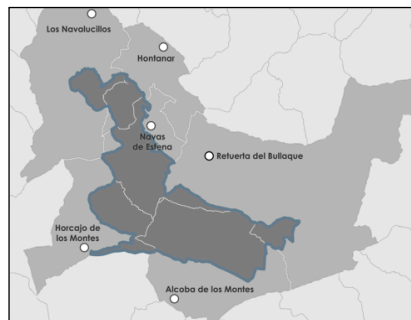 Los Navalucillos
Hontanar
Navas
de Estena
Retuerta del Bullaque
Horcajo de
los Montes
Alcoba de los Montes